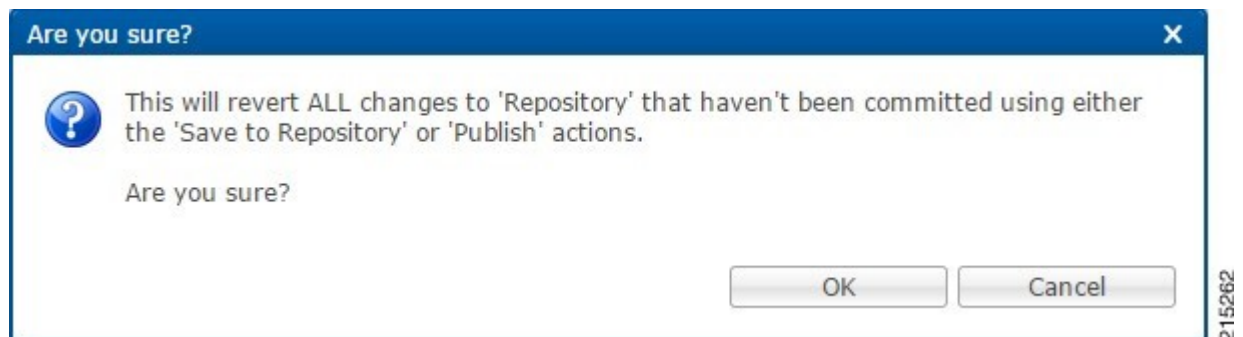 Are you sure?
This will revert ALL changes to 'Repository' that haven't been committed using either
the 'Save to Repository' or 'Publish' actions.
Are you sure?
OK
Cancel
215262